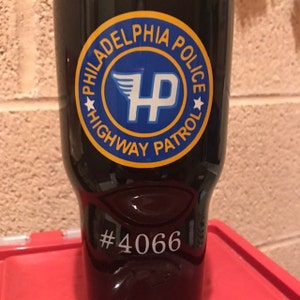 PHILADELPHIA POLICE
HP
HIGHWAY PATROL
#4066